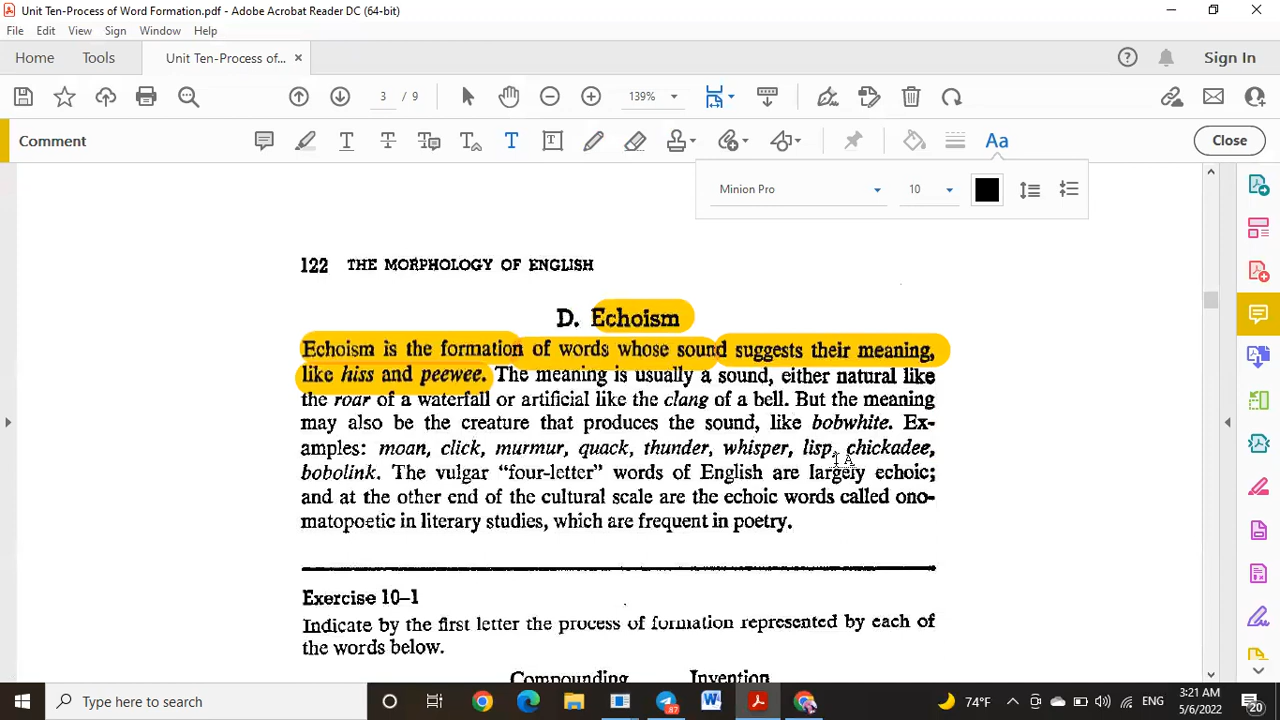 Unit Ten-Process of Word Formation.pdf - Adobe Acrobat Reader DC (64-bit)
File Edit View Sign Window Help
Home Tools Unit Ten-Process of... × Sign In
3 / 9 139%
Comment Close
Minion Pro 10
122 THE MORPHOLOGY OF ENGLISH
D. Echoism
Echoism is the formation of words whose sound suggests their meaning,
like hiss and peewee. The meaning is usually a sound, either natural like
the roar of a waterfall or artificial like the clang of a bell. But the meaning
may also be the creature that produces the sound, like bobwhite. Ex-
amples: moan, click, murmur, quack, thunder, whisper, lisp, chickadee,
bobolink. The vulgar "four-letter" words of English are largely echoic;
and at the other end of the cultural scale are the echoic words called ono-
matopoetic in literary studies, which are frequent in poetry.
Exercise 10-1
Indicate by the first letter the process of formation represented by each of
the words below.
Compounding Invention
Type here to search 87 74°F ENG 3:21 AM 20
5/6/2022